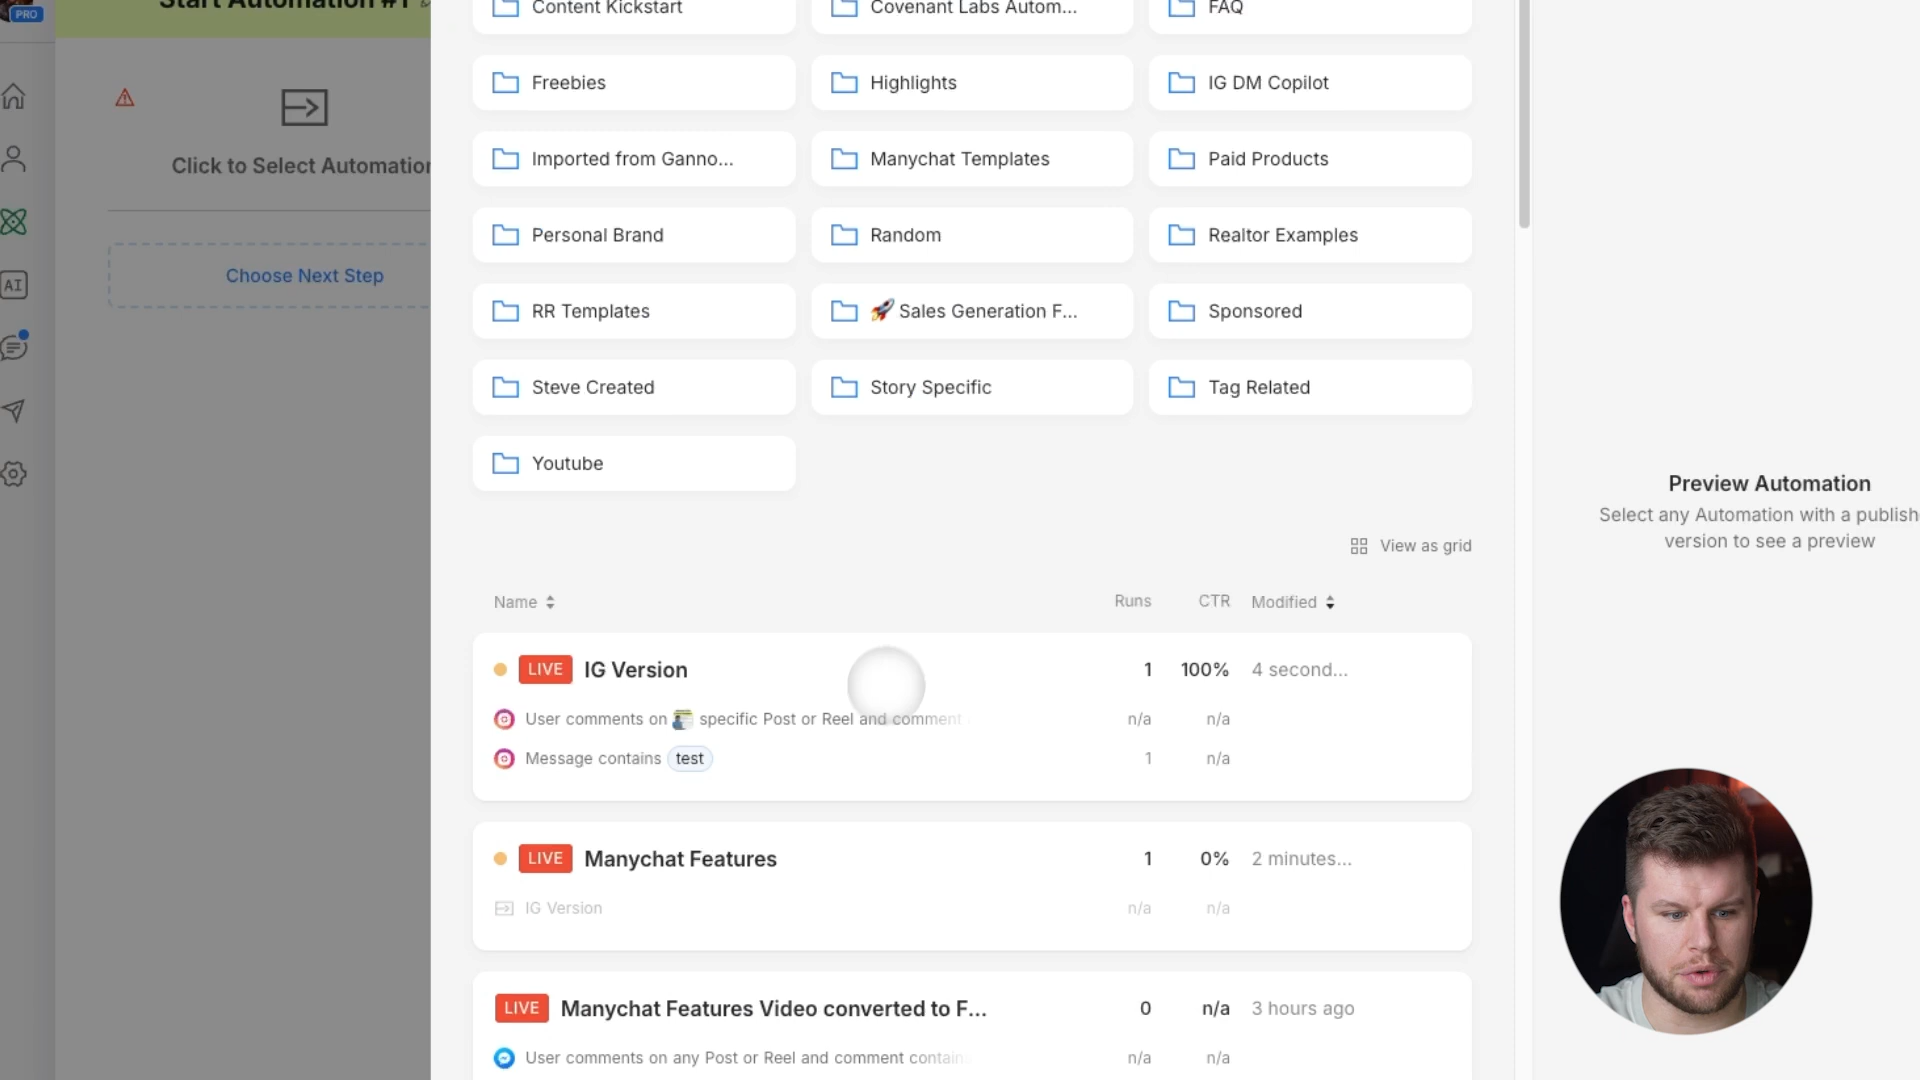 PRO
Start Automation #1
Click to Select Automation
Choose Next Step
AI
Content Kickstart
Covenant Labs Autom...
FAQ
Freebies
Highlights
IG DM Copilot
Imported from Ganno...
Manychat Templates
Paid Products
Personal Brand
Random
Realtor Examples
RR Templates
🚀 Sales Generation F...
Sponsored
Steve Created
Story Specific
Tag Related
Youtube
View as grid
Name Runs CTR Modified
LIVE IG Version 1 100% 4 second...
User comments on specific Post or Reel and comment n/a n/a
Message contains test 1 n/a
LIVE Manychat Features 1 0% 2 minutes...
IG Version n/a n/a
LIVE Manychat Features Video converted to F... 0 n/a 3 hours ago
User comments on any Post or Reel and comment contain n/a n/a
Preview Automation
Select any Automation with a publish
version to see a preview